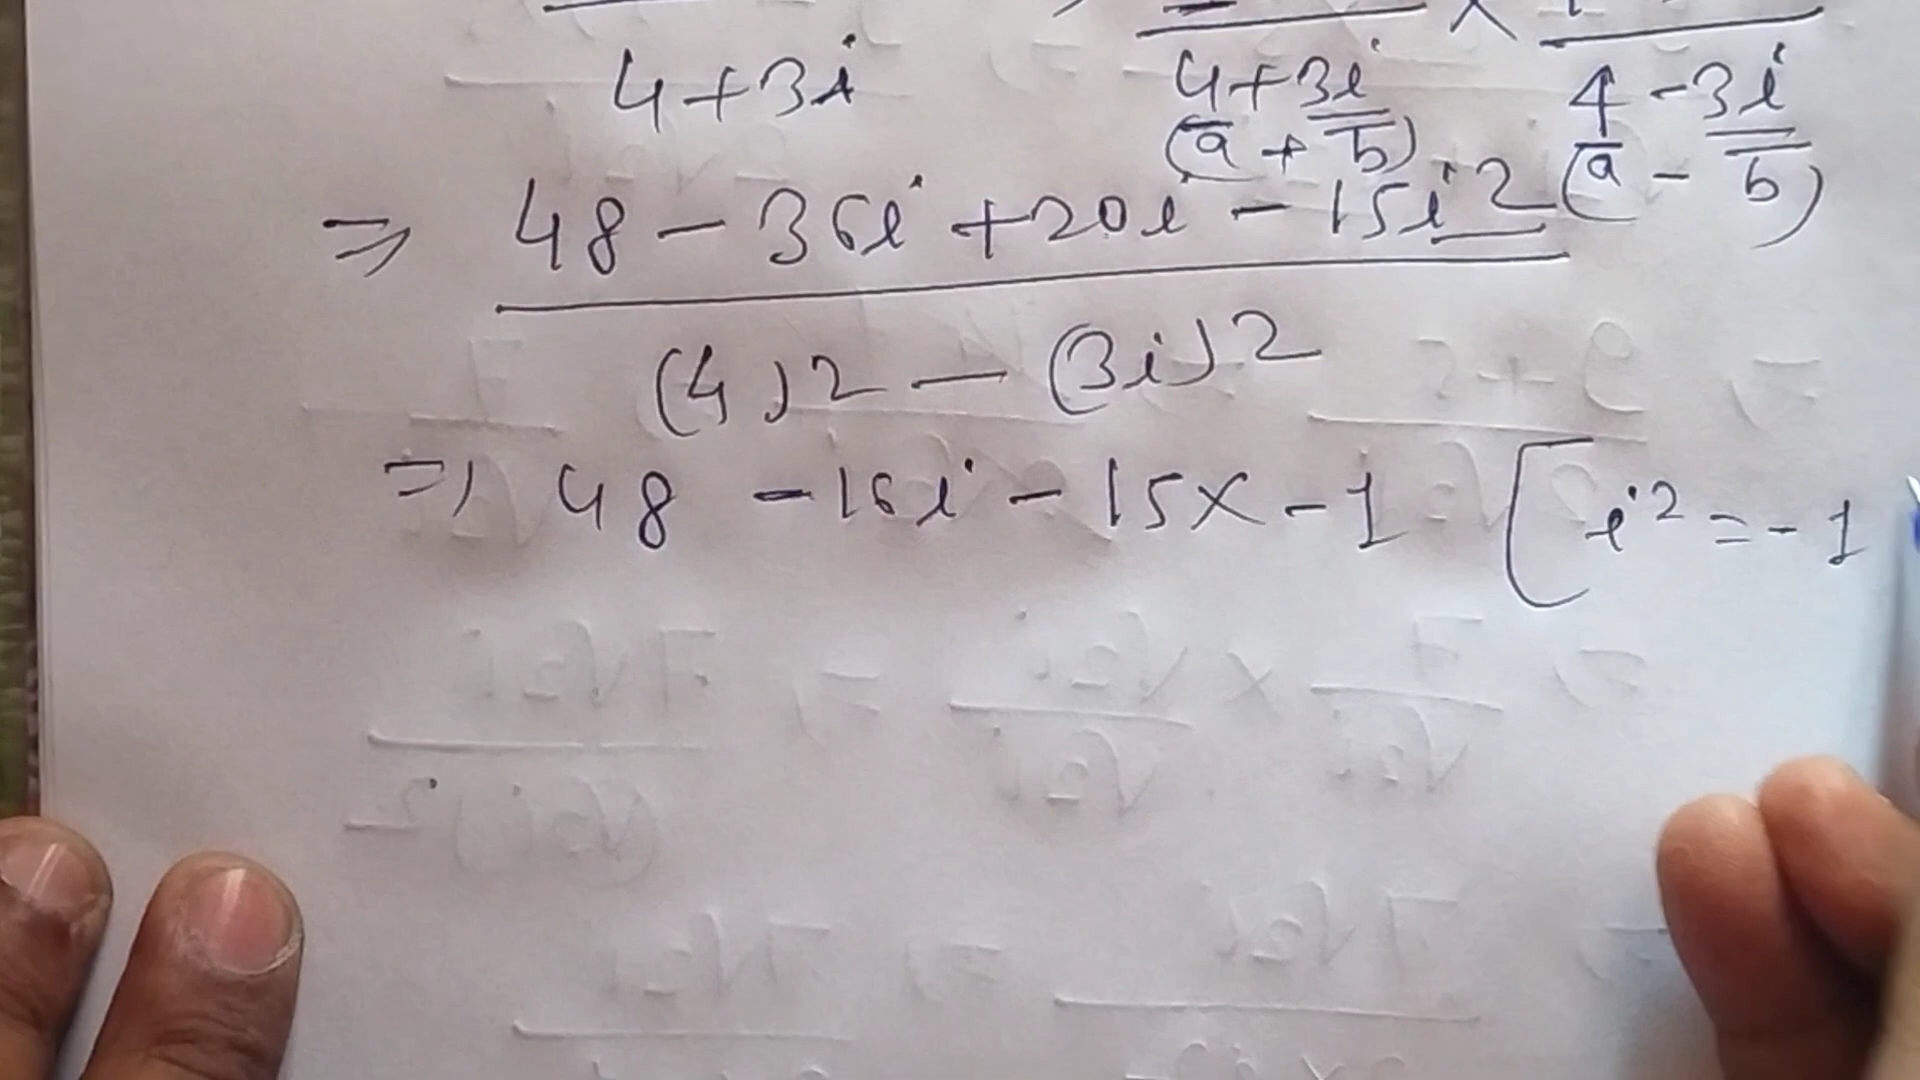 4+3i 4+3i × 4-3i
(a + b) (a - b)
⇒ 48 - 36i + 20i - 15i2
(4)2 - (3i)2
⇒ 48 - 16i - 15x - 1 [i2 = - 1